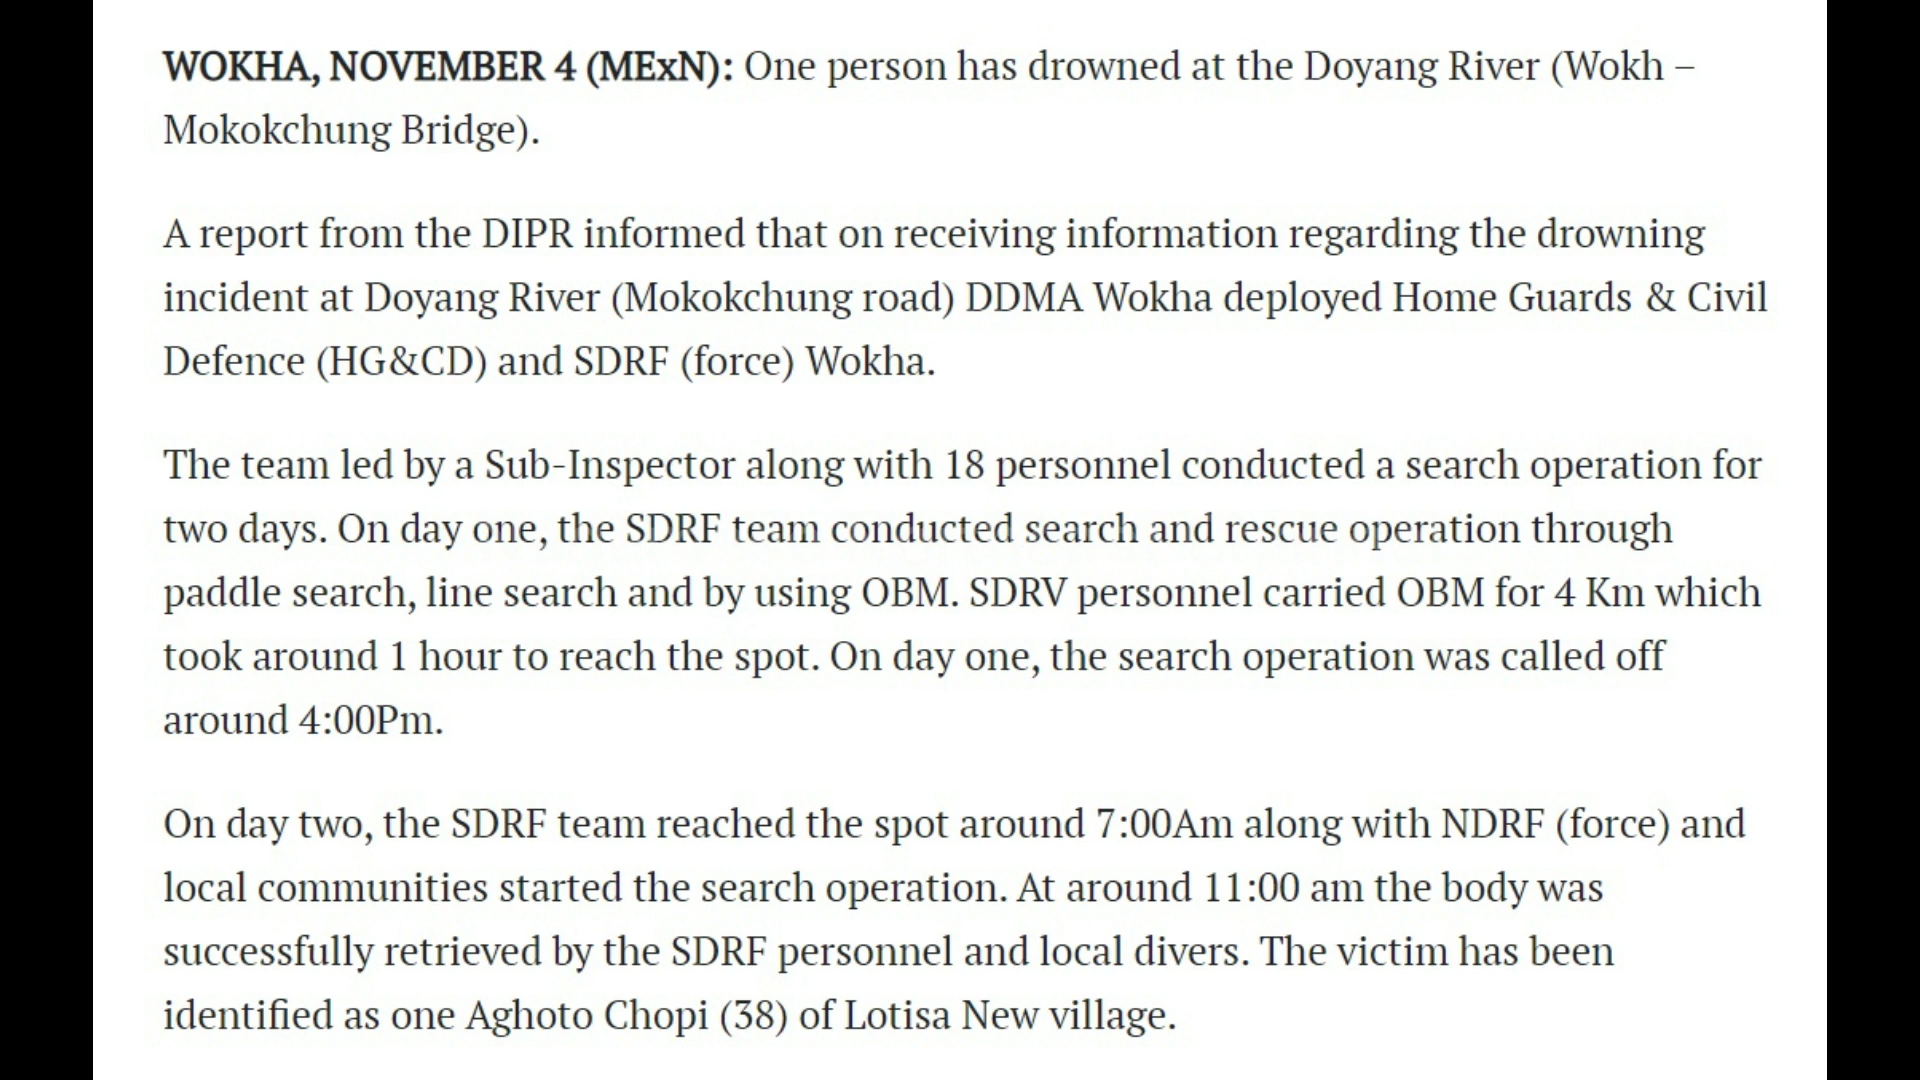 WOKHA, NOVEMBER 4 (MExN): One person has drowned at the Doyang River (Wokh –
Mokokchung Bridge).
A report from the DIPR informed that on receiving information regarding the drowning
incident at Doyang River (Mokokchung road) DDMA Wokha deployed Home Guards & Civil
Defence (HG&CD) and SDRF (force) Wokha.
The team led by a Sub-Inspector along with 18 personnel conducted a search operation for
two days. On day one, the SDRF team conducted search and rescue operation through
paddle search, line search and by using OBM. SDRV personnel carried OBM for 4 Km which
took around 1 hour to reach the spot. On day one, the search operation was called off
around 4:00Pm.
On day two, the SDRF team reached the spot around 7:00Am along with NDRF (force) and
local communities started the search operation. At around 11:00 am the body was
successfully retrieved by the SDRF personnel and local divers. The victim has been
identified as one Aghoto Chopi (38) of Lotisa New village.